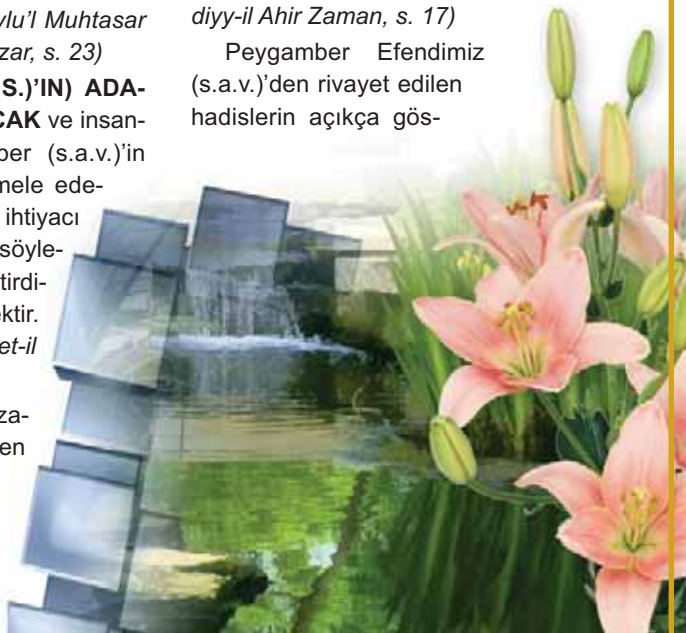 ylu’l Muhtasar
zar, s. 23)
S.)’IN) ADA-
CAK ve insan-
ber (s.a.v.)’in
mele ede-
ihtiyacı
söyle-
tirdi-
ktir.
et-il
za-
en
diyy-il Ahir Zaman, s. 17)
Peygamber Efendimiz
(s.a.v.)’den rivayet edilen
hadislerin açıkça gös-